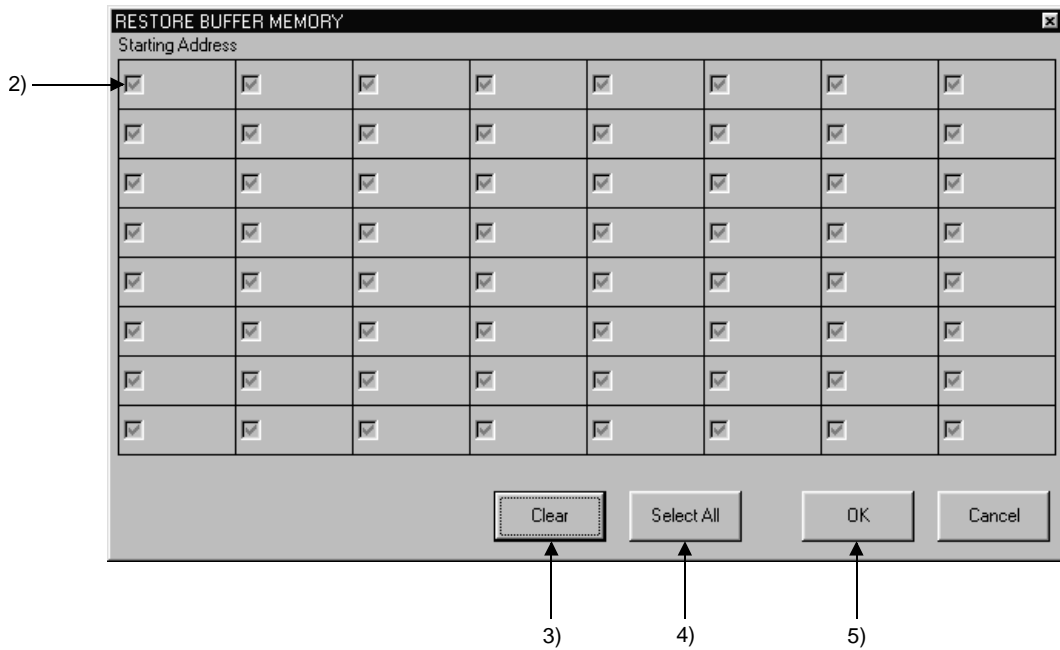 RESTORE BUFFER MEMORY
Starting Address
2)
Clear
Select All
OK
Cancel
3)
4)
5)